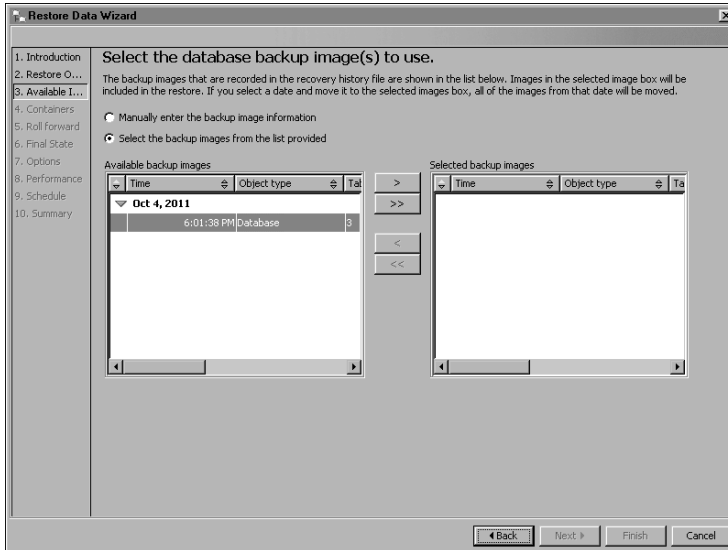 Restore Data Wizard
1. Introduction
2. Restore O...
3. Available I...
4. Containers
5. Roll forward
6. Final State
7. Options
8. Performance
9. Schedule
10. Summary
Select the database backup image(s) to use.
The backup images that are recorded in the recovery history file are shown in the list below. Images in the selected image box will be
included in the restore. If you select a date and move it to the selected images box, all of the images from that date will be moved.
Manually enter the backup image information
Select the backup images from the list provided
Available backup images
Time Object type Tab
Oct 4, 2011
6:01:38 PM Database 3
>
>>
<
<<
Selected backup images
Time Object type Ta
Back Next Finish Cancel